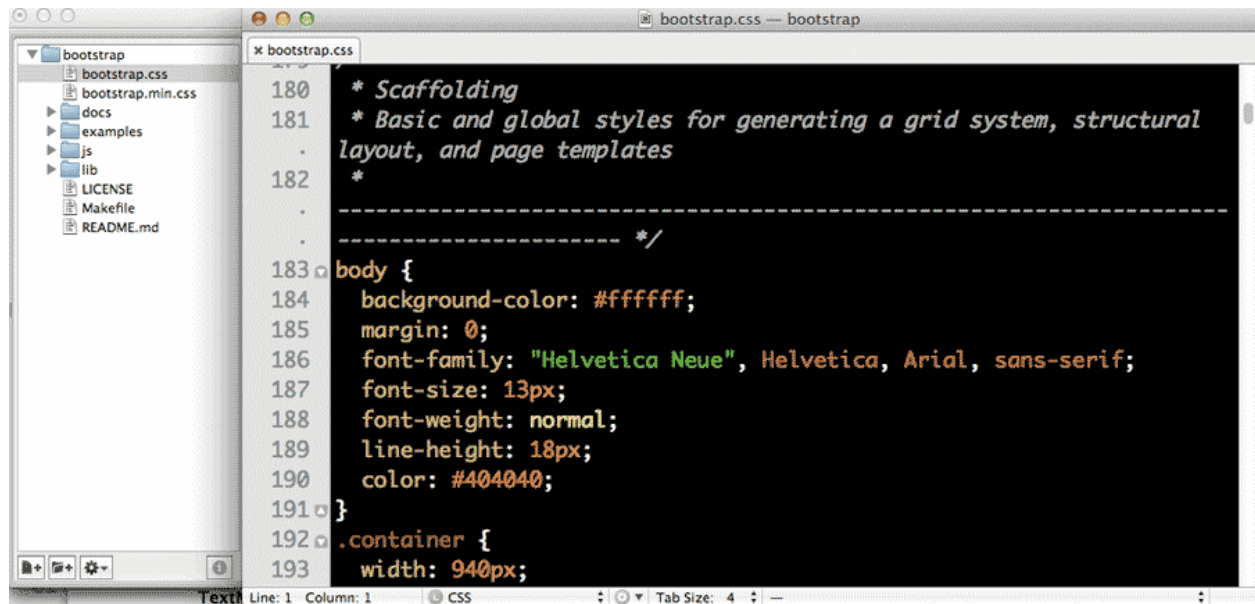 bootstrap.css — bootstrap
bootstrap
bootstrap.css
bootstrap.min.css
docs
examples
js
lib
LICENSE
Makefile
README.md
× bootstrap.css
180 * Scaffolding
181 * Basic and global styles for generating a grid system, structural
· layout, and page templates
182 *
· ---------------------------------------------------------------------
· ---------------------- */
183 body {
184 background-color: #ffffff;
185 margin: 0;
186 font-family: "Helvetica Neue", Helvetica, Arial, sans-serif;
187 font-size: 13px;
188 font-weight: normal;
189 line-height: 18px;
190 color: #404040;
191 }
192 .container {
193 width: 940px;
Line: 1 Column: 1 CSS Tab Size: 4 —